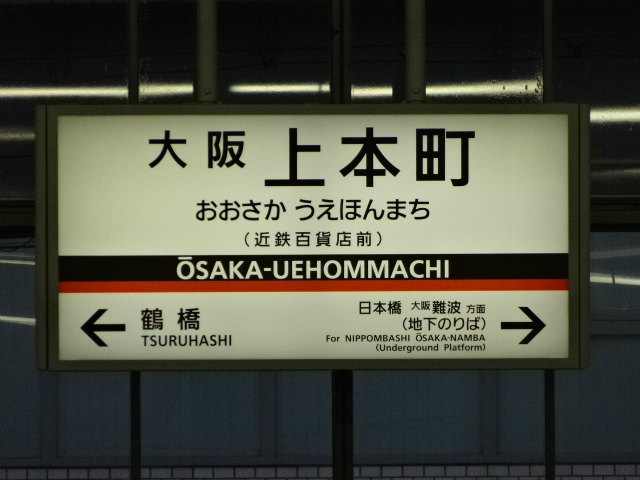 大阪 上本町
おおさか うえほんまち
（近鉄百貨店前）
ŌSAKA-UEHOMMACHI
← 鶴橋
TSURUHASHI
日本橋 大阪難波 方面 →
（地下のりば）
For NIPPOMBASHI ŌSAKA-NAMBA
(Underground Platform)